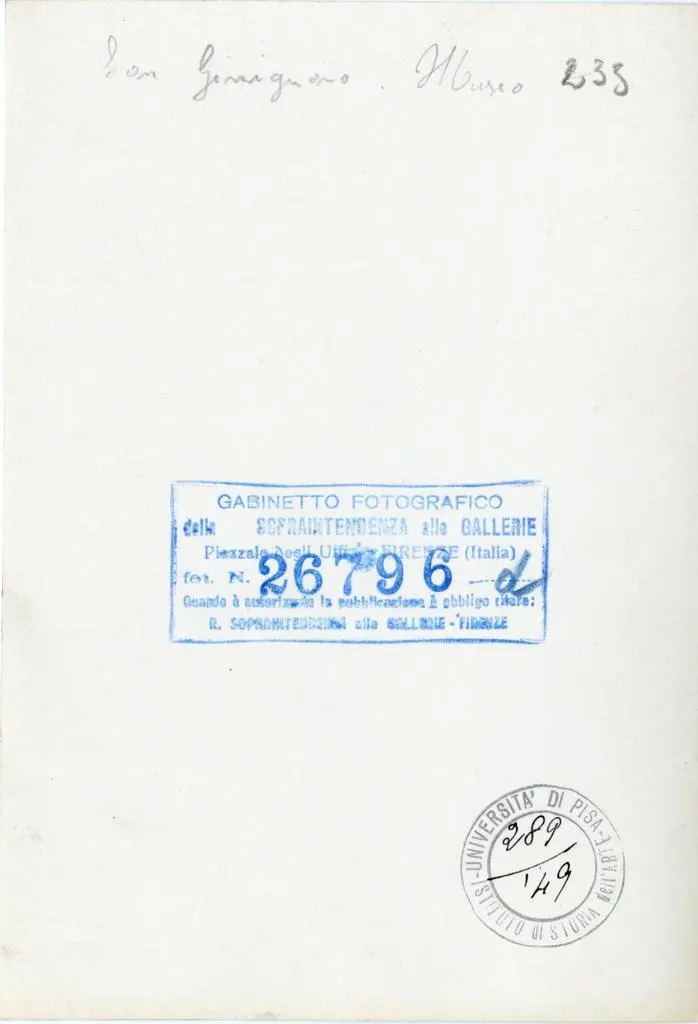 San Gimignano. Museo 233
GABINETTO FOTOGRAFICO
della SOPRAINTENDENZA alle GALLERIE
Piazzale degli Uffizi - FIRENZE (Italia)
fot. N. 26796 d
Quando è autorizzata la pubblicazione è obbligo citare:
R. SOPRAINTENDENZA alle GALLERIE - FIRENZE
UNIVERSITA' DI PISA - ISTITUTO di STORIA dell'ARTE
289
'49